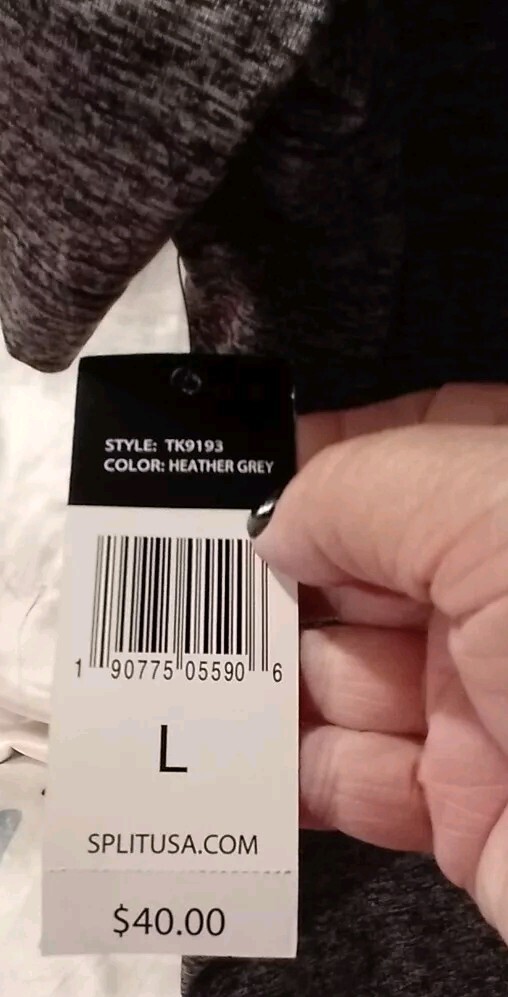 STYLE: TK9193
COLOR: HEATHER GREY
1 90775 05590 6
L
SPLITUSA.COM
$40.00